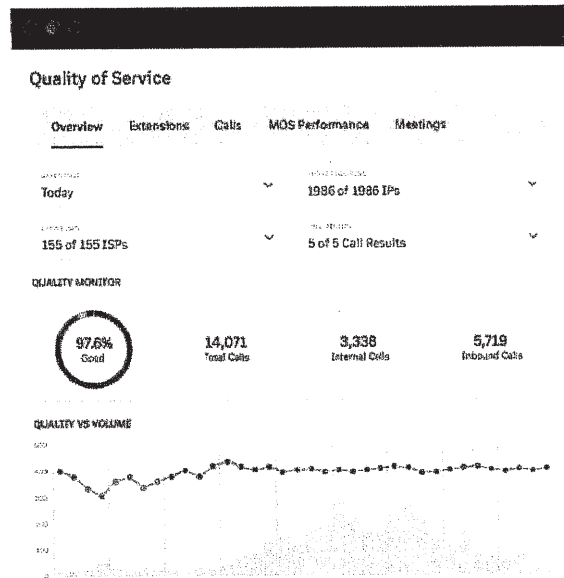 Quality of Service
Overview Extensions Calls MOS Performance Meetings
Today
1986 of 1986 IPs
155 of 155 ISPs
5 of 5 Call Results
QUALITY MONITOR
97.6%
Good
14,071
Total Calls
3,338
Internal Calls
5,719
Inbound Calls
QUALITY VS VOLUME